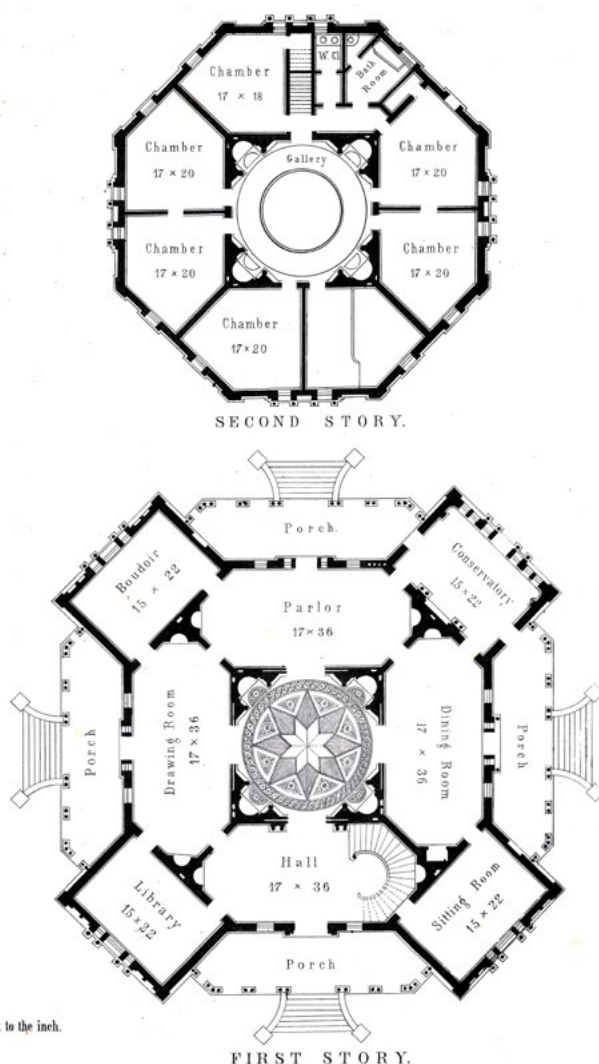 Chamber
17 × 18
W. Cl
Bath
Room
Chamber
17 × 20
Gallery
Chamber
17 × 20
Chamber
17 × 20
Chamber
17 × 20
Chamber
17 × 20
SECOND STORY.
Porch.
Boudoir
15 × 22
Conservatory
15 × 22
Parlor
17 × 36
Porch
Drawing Room
17 × 36
Dining Room
17 × 36
Porch
Hall
17 × 36
Library
15 × 22
Sitting Room
15 × 22
Porch
to the inch.
FIRST STORY.